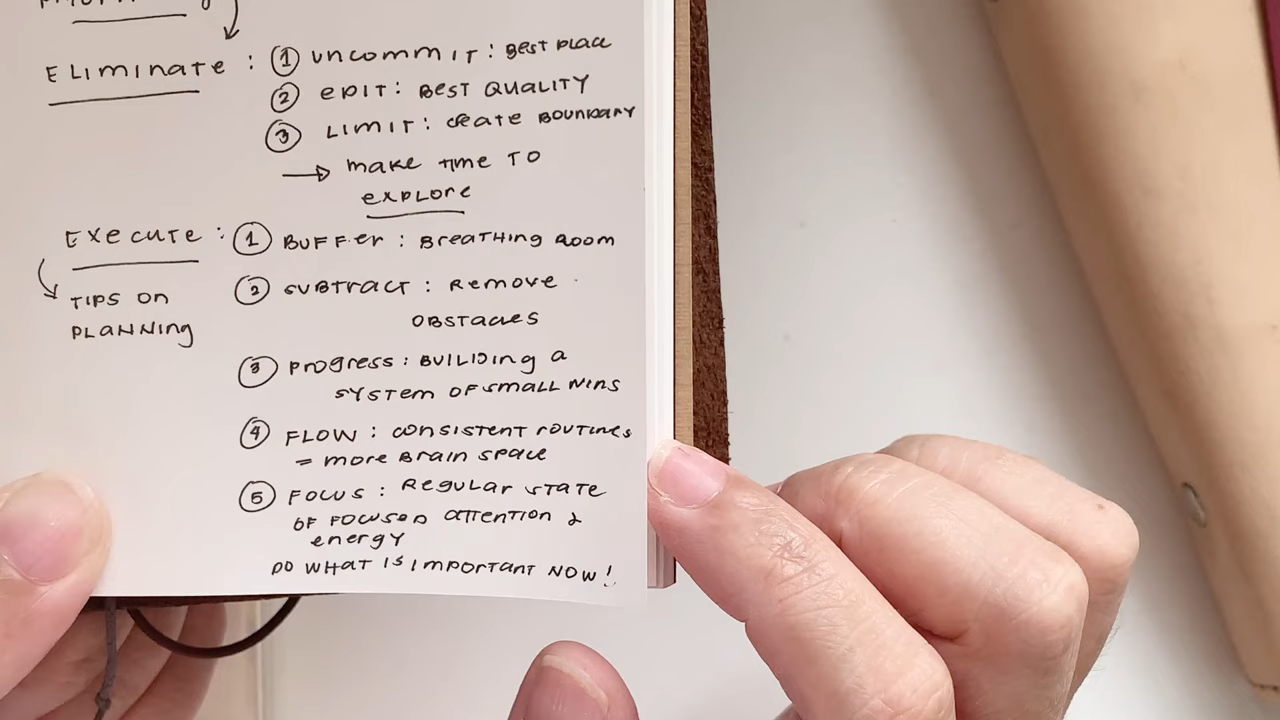 ELIMINATE : ① UNCOMMIT : BEST PLACE
② EDIT : BEST QUALITY
③ LIMIT : CREATE BOUNDARY
→ MAKE TIME TO
EXPLORE
EXECUTE : ① BUFFER : BREATHING ROOM
② SUBTRACT : REMOVE
OBSTACLES
TIPS ON
PLANNING
③ PROGRESS : BUILDING A
SYSTEM OF SMALL WINS
④ FLOW : CONSISTENT ROUTINES
= MORE BRAIN SPACE
⑤ FOCUS : REGULAR STATE
OF FOCUSED ATTENTION &
ENERGY
DO WHAT IS IMPORTANT NOW!